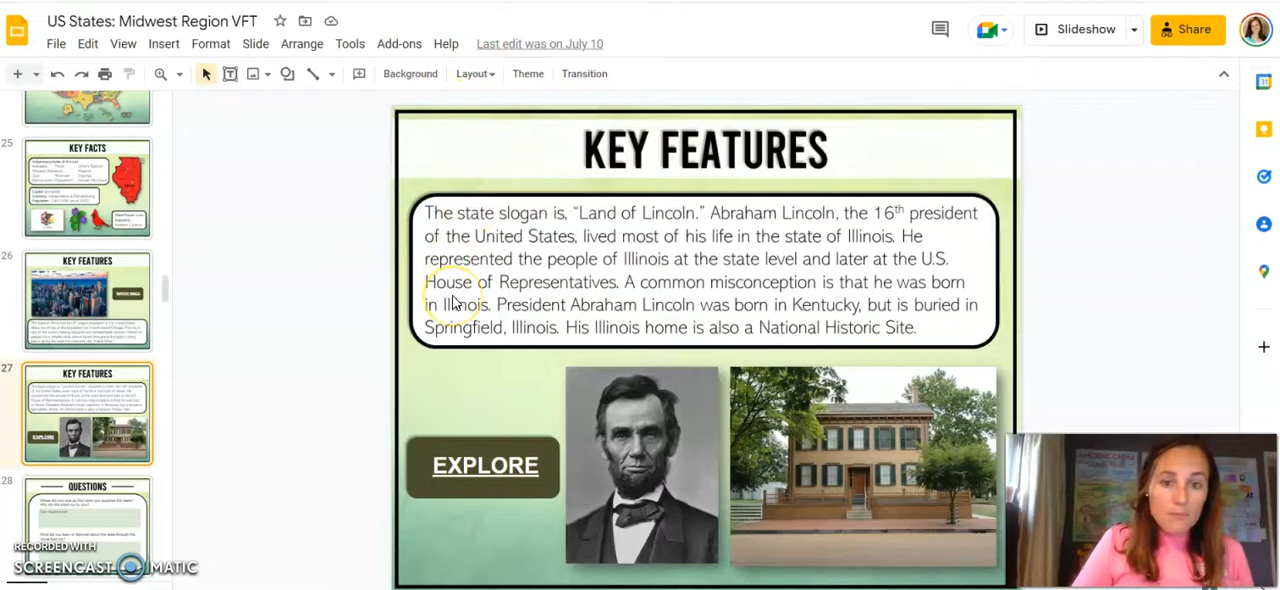 US States: Midwest Region VFT
File Edit View Insert Format Slide Arrange Tools Add-ons Help Last edit was on July 10
Slideshow
Share
Background Layout Theme Transition
25
KEY FACTS
26
KEY FEATURES
27
KEY FEATURES
EXPLORE
28
QUESTIONS
KEY FEATURES
The state slogan is, “Land of Lincoln.” Abraham Lincoln, the 16th president
of the United States, lived most of his life in the state of Illinois. He
represented the people of Illinois at the state level and later at the U.S.
House of Representatives. A common misconception is that he was born
in Illinois. President Abraham Lincoln was born in Kentucky, but is buried in
Springfield, Illinois. His Illinois home is also a National Historic Site.
EXPLORE
RECORDED WITH
SCREENCAST MATIC